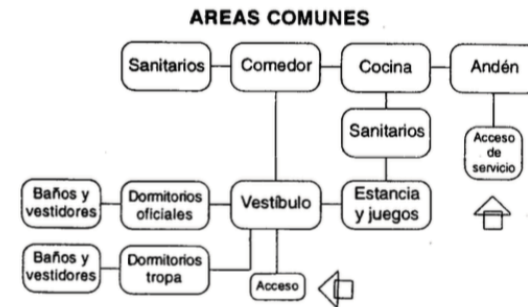 AREAS COMUNES
Sanitarios
Comedor
Cocina
Andén
Sanitarios
Acceso
de
servicio
Baños y
vestidores
Dormitorios
oficiales
Vestíbulo
Estancia
y juegos
Baños y
vestidores
Dormitorios
tropa
Acceso